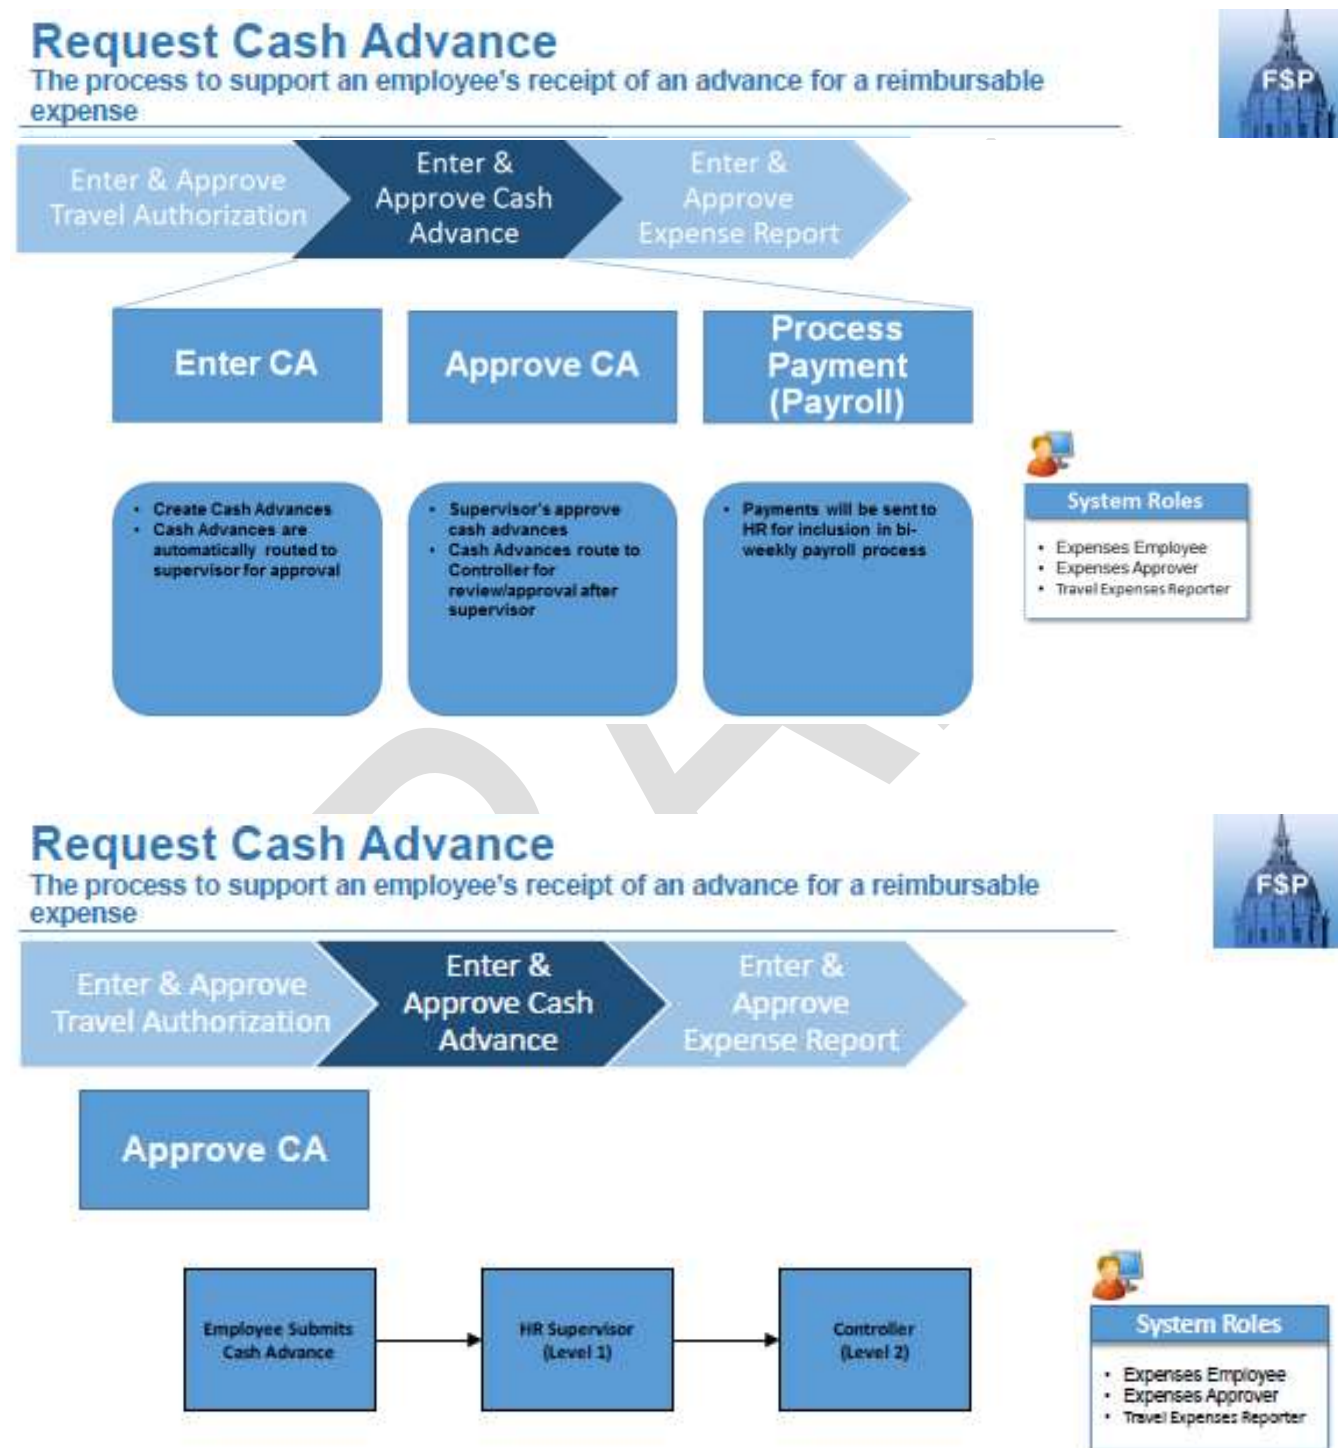 Request Cash Advance
The process to support an employee's receipt of an advance for a reimbursable
expense
F$P
Enter & Approve
Travel Authorization
Enter &
Approve Cash
Advance
Enter &
Approve
Expense Report
Enter CA
Approve CA
Process
Payment
(Payroll)
• Create Cash Advances
• Cash Advances are
automatically routed to
supervisor for approval
• Supervisor's approve
cash advances
• Cash Advances route to
Controller for
review/approval after
supervisor
• Payments will be sent to
HR for inclusion in bi-
weekly payroll process
System Roles
• Expenses Employee
• Expenses Approver
• Travel Expenses Reporter
Request Cash Advance
The process to support an employee's receipt of an advance for a reimbursable
expense
F$P
Enter & Approve
Travel Authorization
Enter &
Approve Cash
Advance
Enter &
Approve
Expense Report
Approve CA
Employee Submits
Cash Advance
HR Supervisor
(Level 1)
Controller
(Level 2)
System Roles
• Expenses Employee
• Expenses Approver
• Travel Expenses Reporter